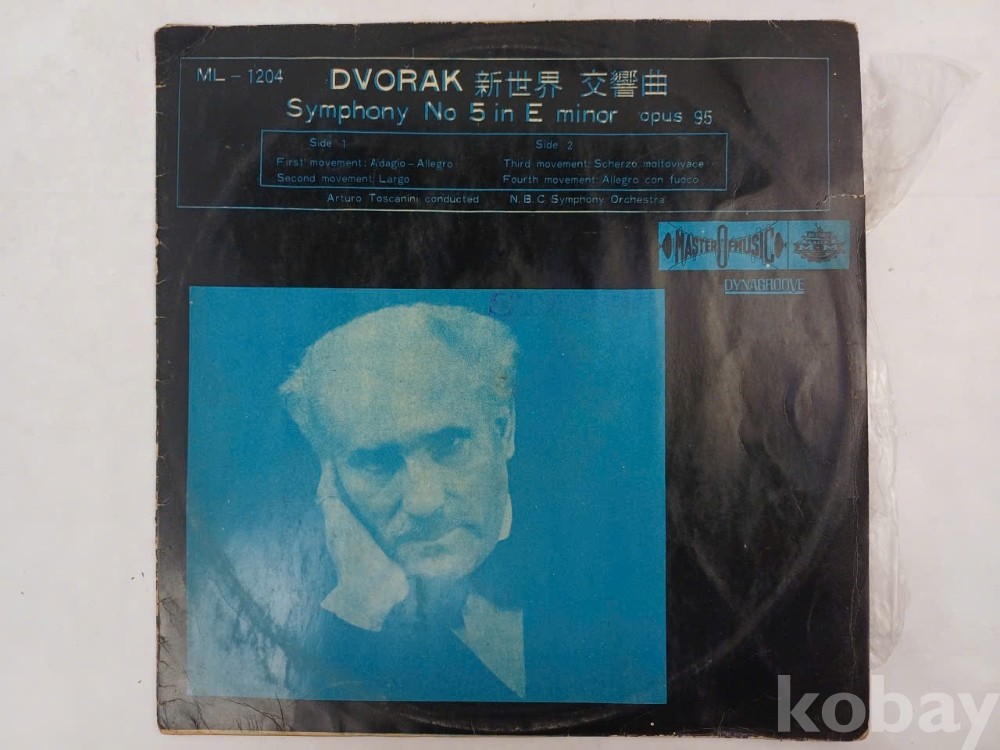 ML - 1204
DVORAK 新世界 交響曲
Symphony No 5 in E minor opus 95
Side 1
First movement: Adagio - Allegro
Second movement: Largo
Side 2
Third movement: Scherzo moltovivace
Fourth movement: Allegro con fuoco
Arturo Toscanini conducted N.B.C. Symphony Orchestra
MASTER OF MUSIC
DYNAGROOVE
kobay